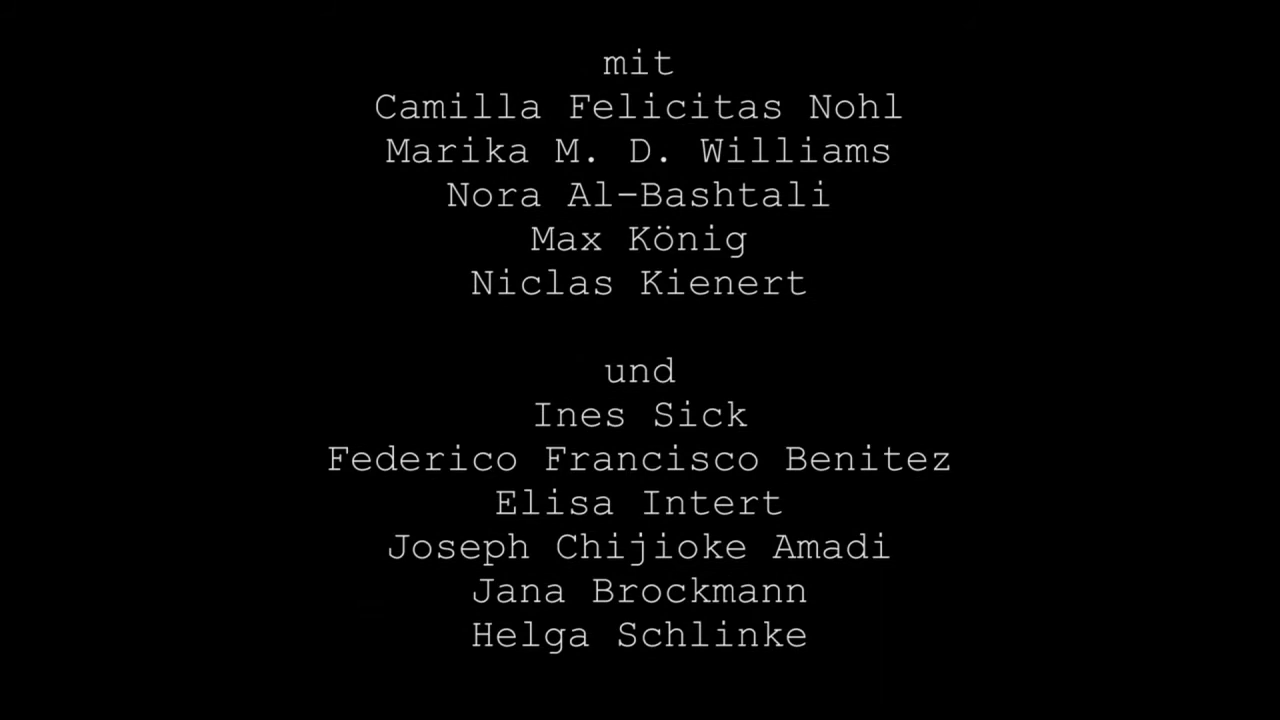 mit
Camilla Felicitas Nohl
Marika M. D. Williams
Nora Al-Bashtali
Max König
Niclas Kienert
und
Ines Sick
Federico Francisco Benitez
Elisa Intert
Joseph Chijioke Amadi
Jana Brockmann
Helga Schlinke